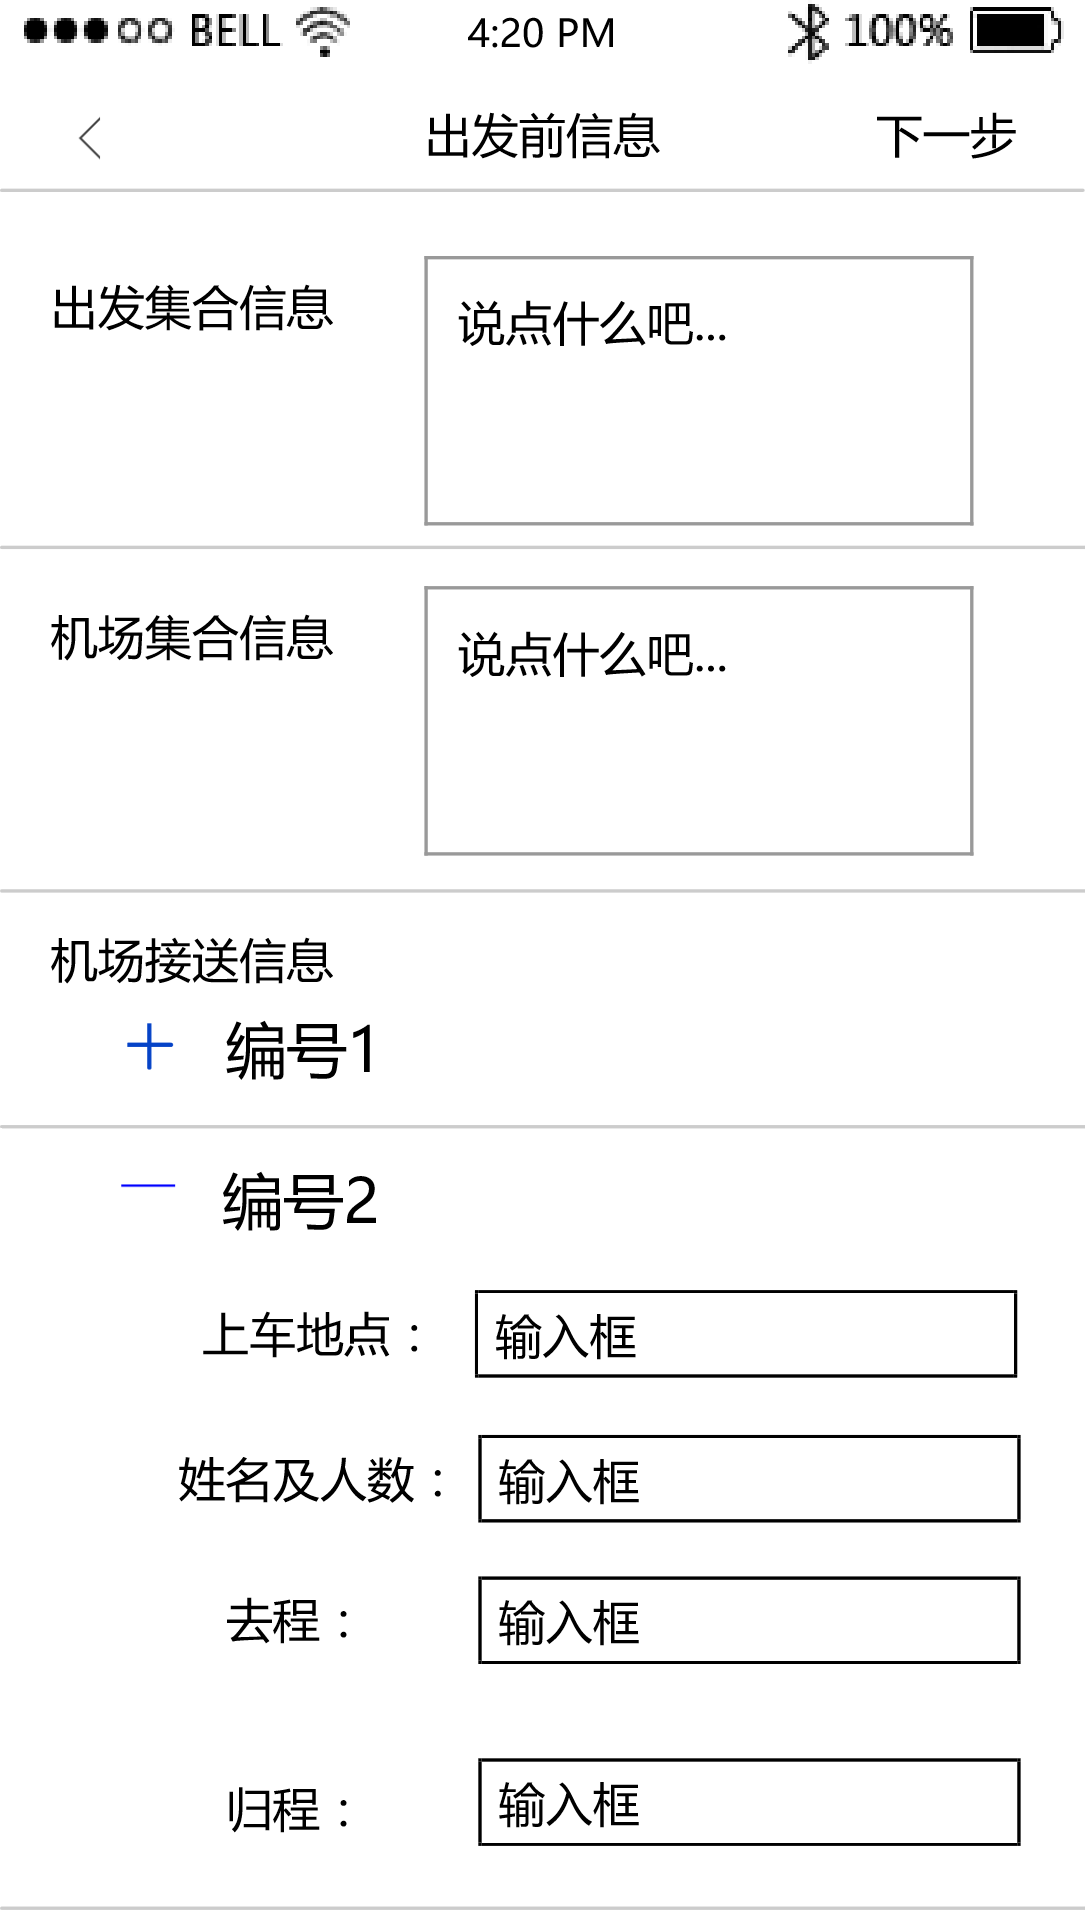 BELL 4:20 PM 100%
出发前信息 下一步
出发集合信息 说点什么吧...
机场集合信息 说点什么吧...
机场接送信息
编号1
编号2
上车地点： 输入框
姓名及人数： 输入框
去程： 输入框
归程： 输入框